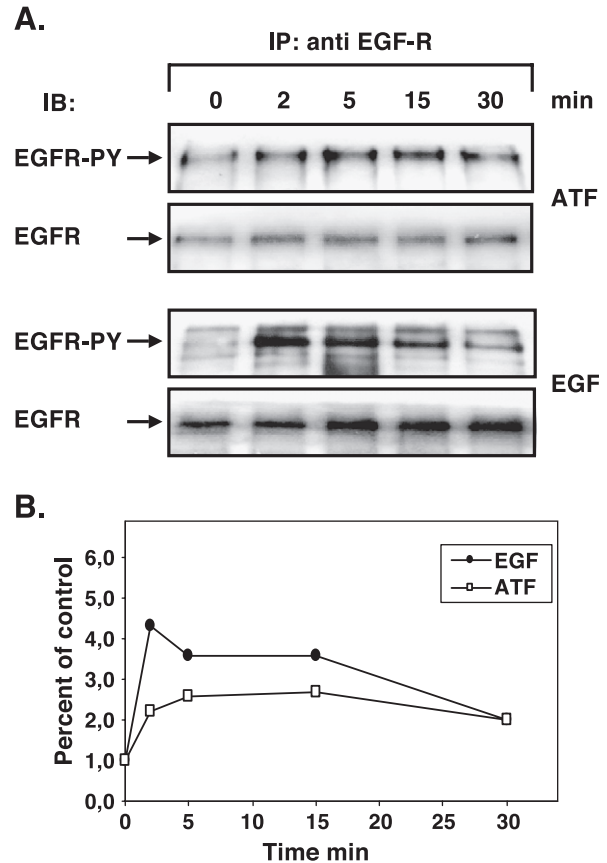 A.
IP: anti EGF-R
IB: 0 2 5 15 30 min
EGFR-PY
ATF
EGFR
EGFR-PY
EGF
EGFR
B.
Percent of control
6,0
5,0
4,0
3,0
2,0
1,0
0,0
EGF
ATF
0 5 10 15 20 25 30
Time min